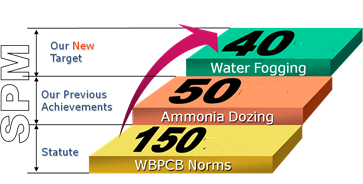 SPM
Our New
Target
40
Water Fogging
Our Previous
Achievements
50
Ammonia Dozing
Statute
150
WBPCB Norms